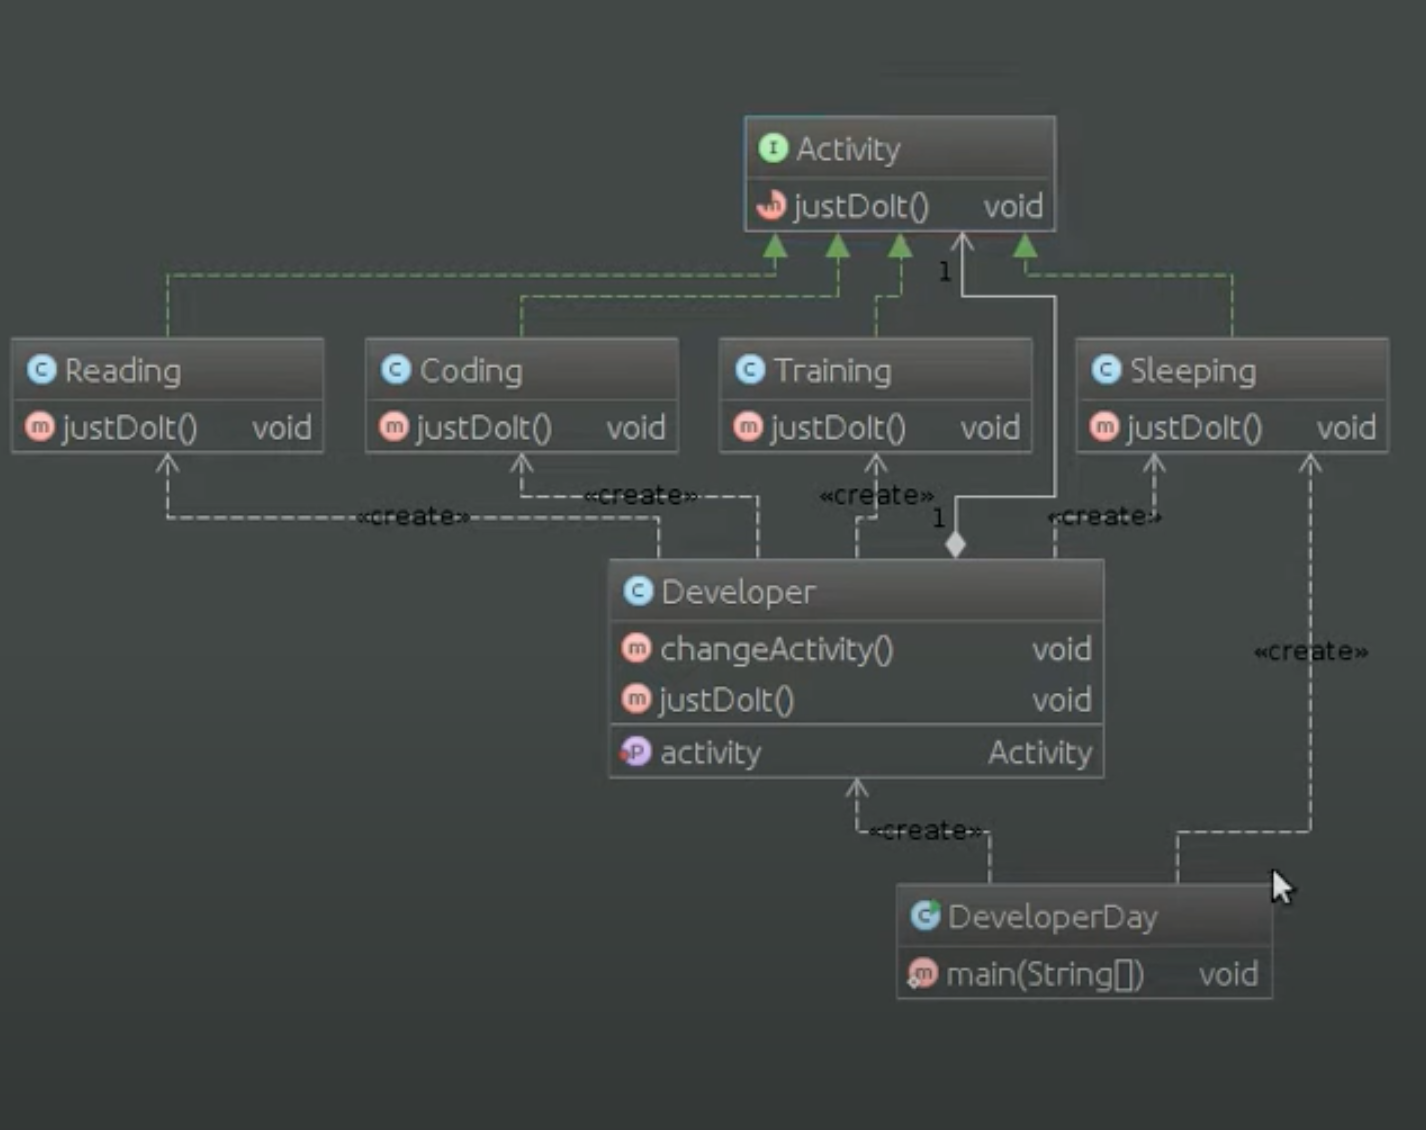 Activity
justDoIt() void
1
Reading
justDoIt() void
Coding
justDoIt() void
Training
justDoIt() void
Sleeping
justDoIt() void
«create»
«create»
«create»
1
«create»
Developer
changeActivity() void
justDoIt() void
activity Activity
«create»
«create»
DeveloperDay
main(String[]) void